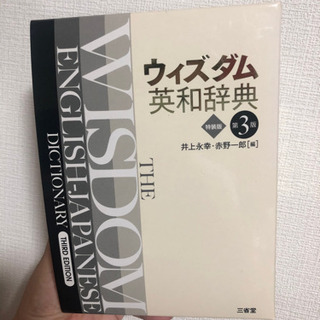 ウィズダム
英和辞典
特装版 第3版
井上永幸・赤野一郎[編]
THE
WISDOM
ENGLISH-JAPANESE
DICTIONARY THIRD EDITION
三省堂